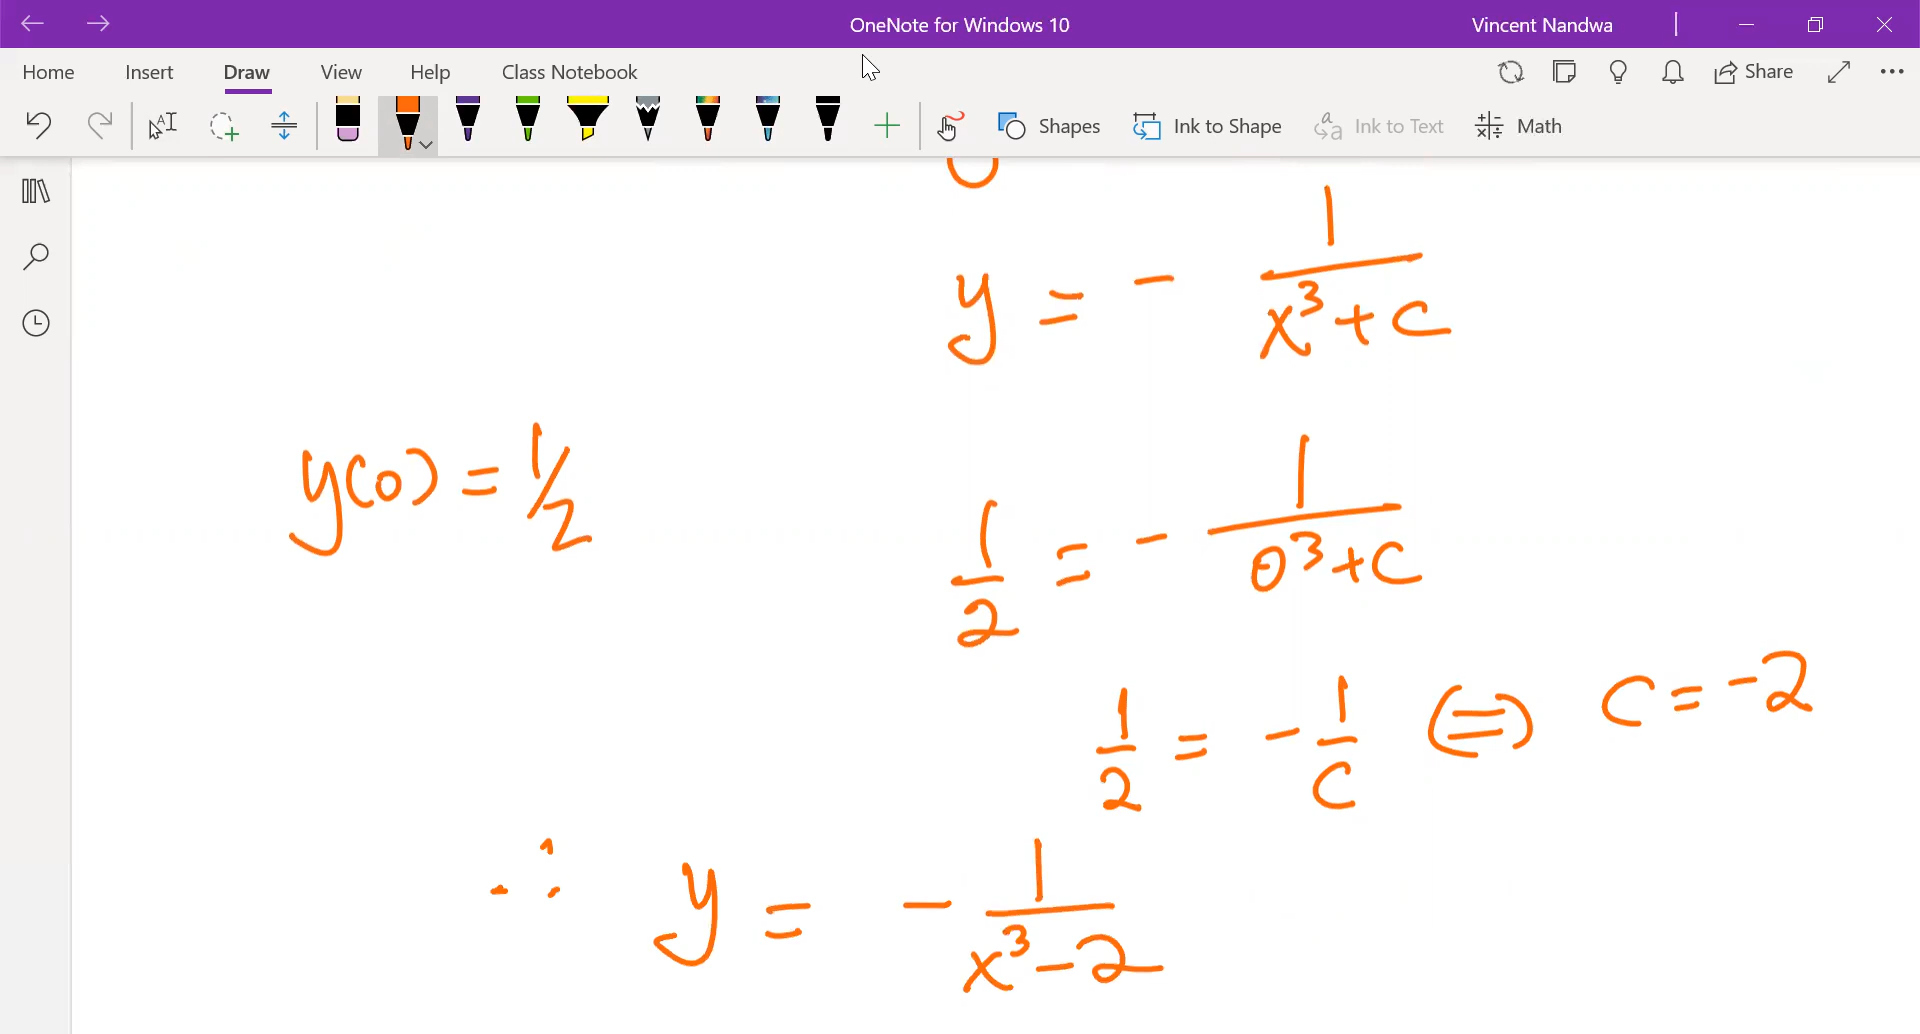 OneNote for Windows 10 Vincent Nandwa
Home Insert Draw View Help Class Notebook Share
Shapes Ink to Shape Ink to Text Math
y = - 1/(x³+c)
y(0) = 1/2
1/2 = - 1/(0³+c)
1/2 = - 1/c (=) c = -2
∴ y = - 1/(x³-2)